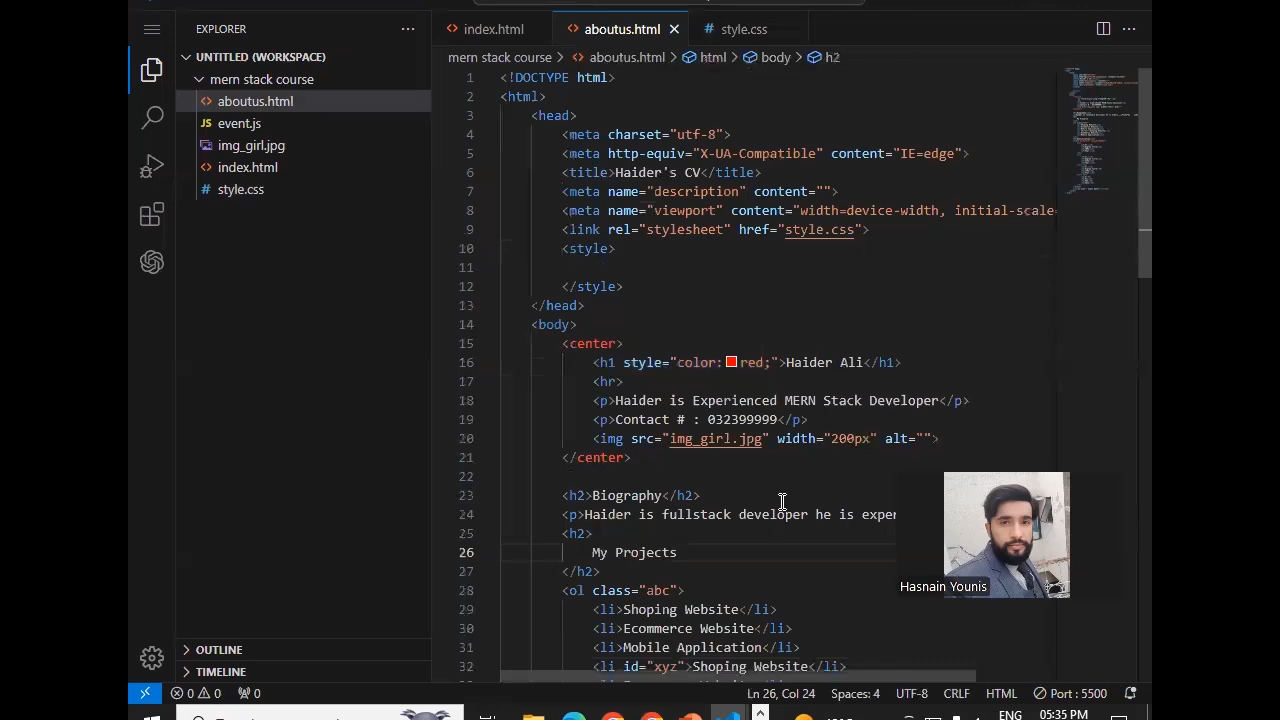 EXPLORER
UNTITLED (WORKSPACE)
mern stack course
aboutus.html
JS event.js
img_girl.jpg
index.html
# style.css
OUTLINE
TIMELINE
index.html
aboutus.html
# style.css
mern stack course > aboutus.html > html > body > h2
1 <!DOCTYPE html>
2 <html>
3 <head>
4 <meta charset="utf-8">
5 <meta http-equiv="X-UA-Compatible" content="IE=edge">
6 <title>Haider's CV</title>
7 <meta name="description" content="">
8 <meta name="viewport" content="width=device-width, initial-scale=
9 <link rel="stylesheet" href="style.css">
10 <style>
11
12 </style>
13 </head>
14 <body>
15 <center>
16 <h1 style="color: red;">Haider Ali</h1>
17 <hr>
18 <p>Haider is Experienced MERN Stack Developer</p>
19 <p>Contact # : 032399999</p>
20 <img src="img_girl.jpg" width="200px" alt="">
21 </center>
22
23 <h2>Biography</h2>
24 <p>Haider is fullstack developer he is exper
25 <h2>
26 My Projects
27 </h2>
28 <ol class="abc">
29 <li>Shoping Website</li>
30 <li>Ecommerce Website</li>
31 <li>Mobile Application</li>
32 <li id="xyz">Shoping Website</li>
Hasnain Younis
0 0 0
Ln 26, Col 24 Spaces: 4 UTF-8 CRLF HTML Port : 5500
ENG
05:35 PM